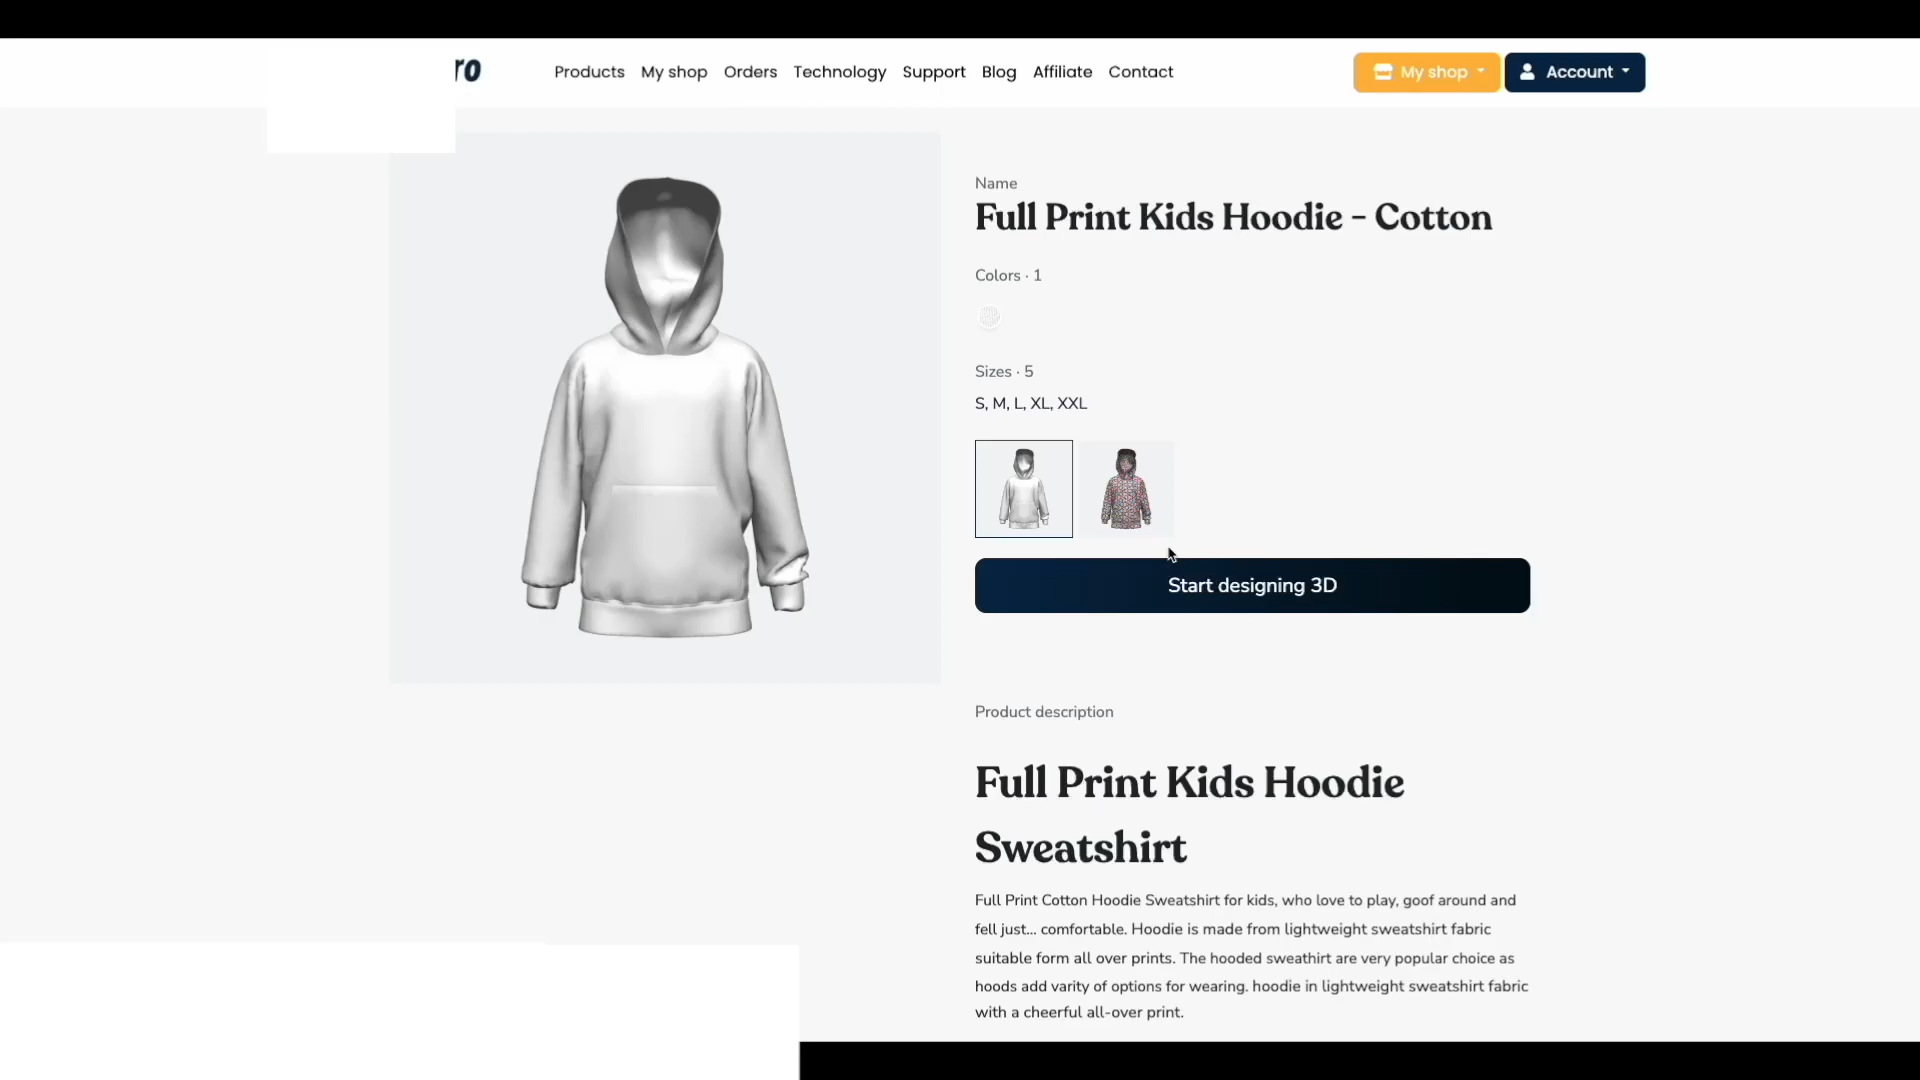 ro
Products My shop Orders Technology Support Blog Affiliate Contact
My shop
Account
Name
Full Print Kids Hoodie - Cotton
Colors · 1
Sizes · 5
S, M, L, XL, XXL
Start designing 3D
Product description
Full Print Kids Hoodie
Sweatshirt
Full Print Cotton Hoodie Sweatshirt for kids, who love to play, goof around and
fell just... comfortable. Hoodie is made from lightweight sweatshirt fabric
suitable form all over prints. The hooded sweathirt are very popular choice as
hoods add varity of options for wearing. hoodie in lightweight sweatshirt fabric
with a cheerful all-over print.